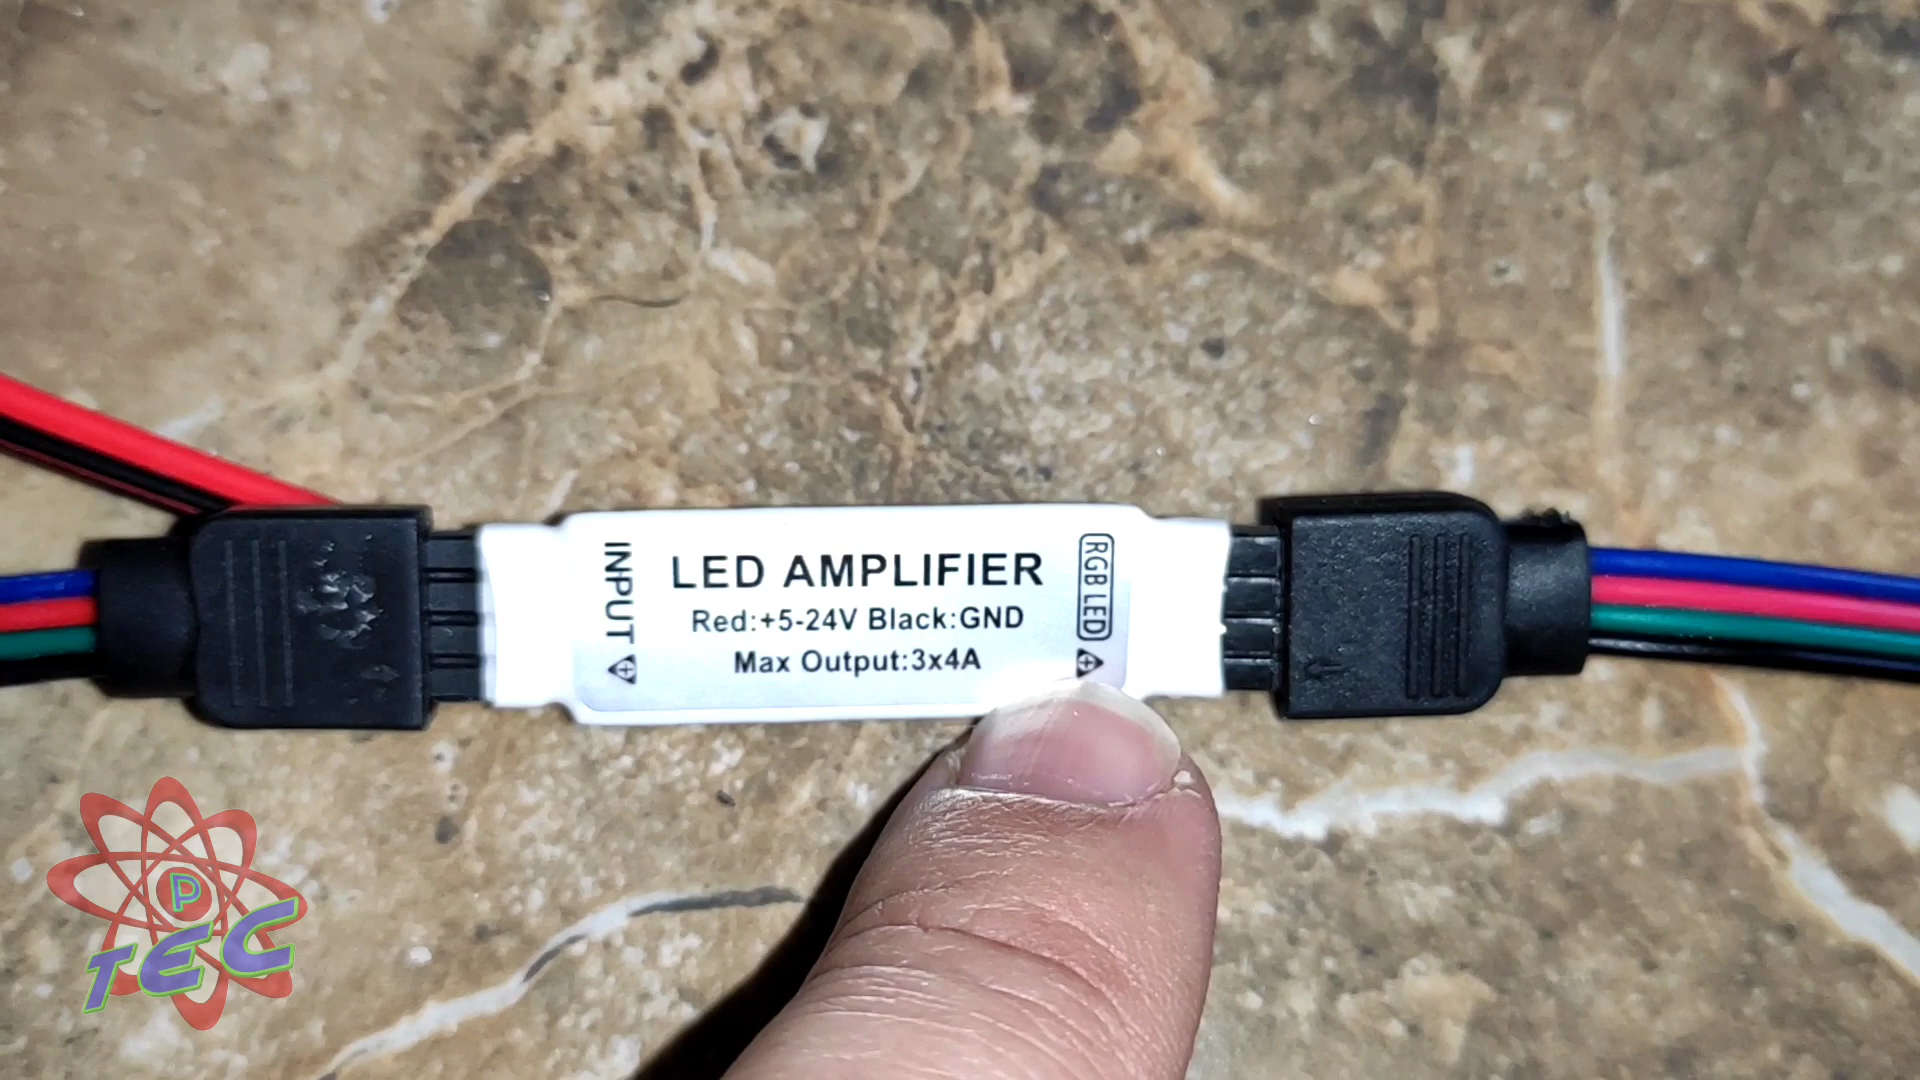 INPUT
LED AMPLIFIER
Red:+5-24V Black:GND
Max Output:3x4A
RGB LED
P
TEC